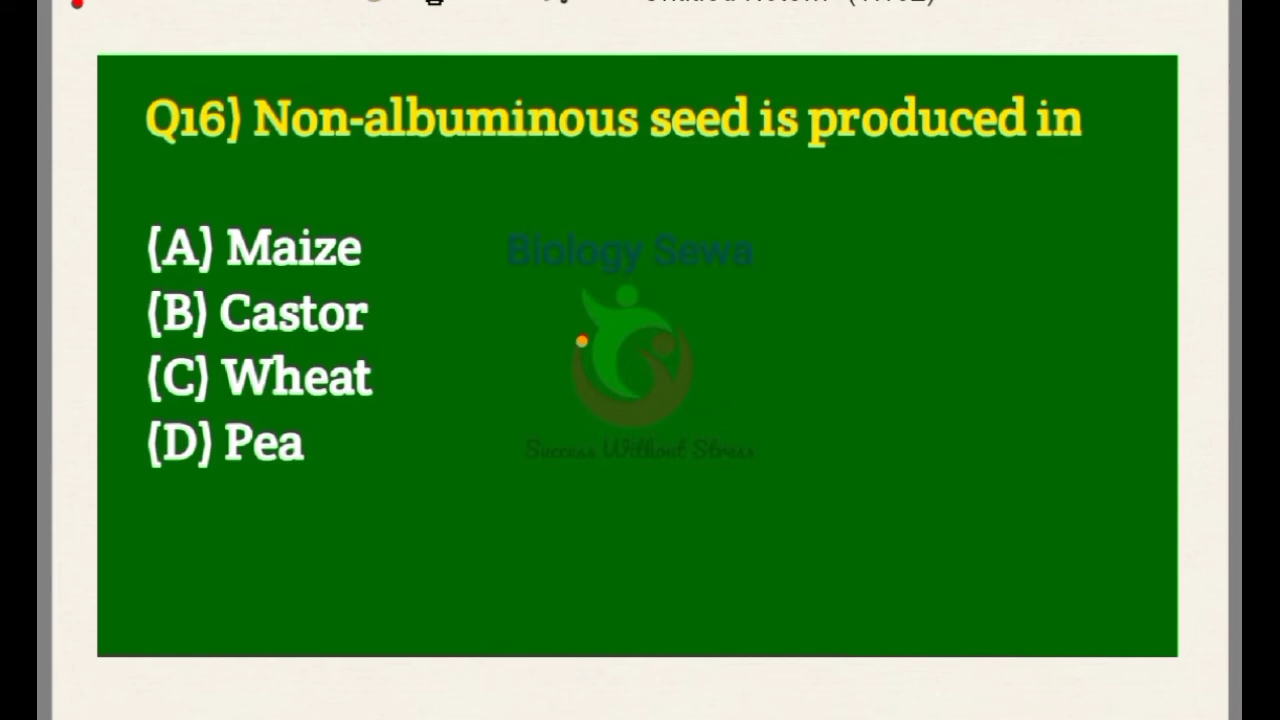 Q16) Non-albuminous seed is produced in
(A) Maize
Biology Sewa
(B) Castor
(C) Wheat
(D) Pea
Success Without Stress